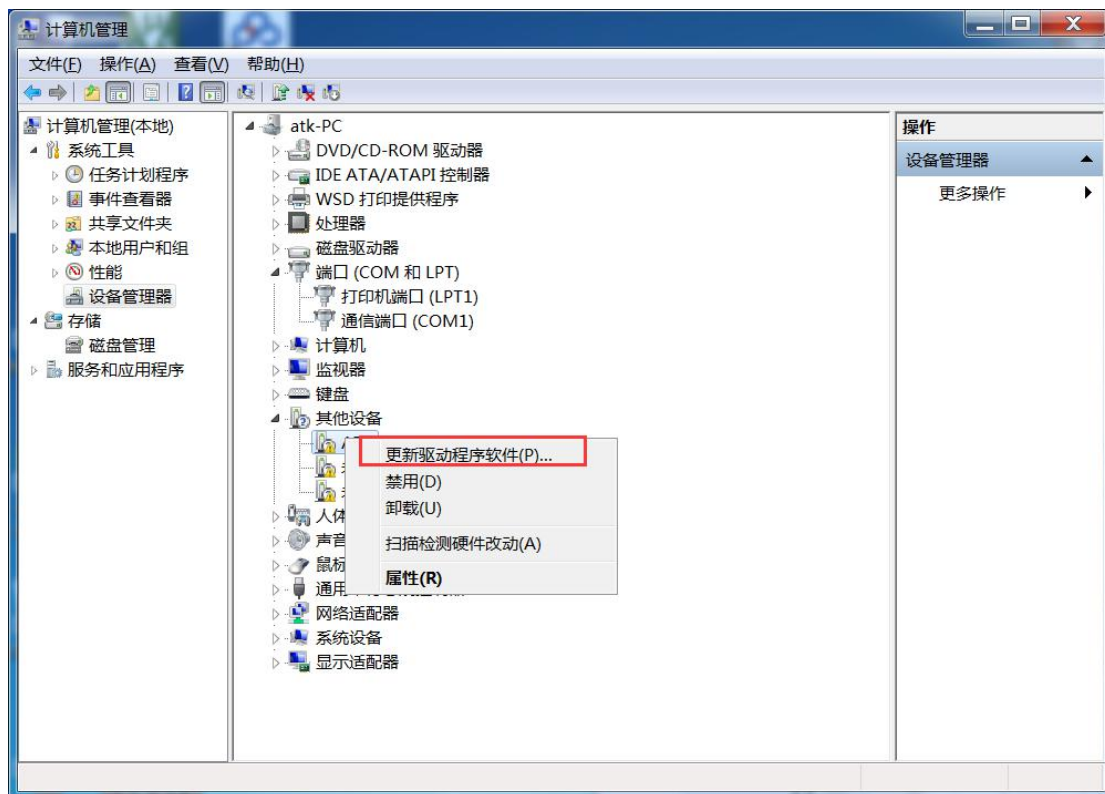 计算机管理
文件(F) 操作(A) 查看(V) 帮助(H)
计算机管理(本地)
系统工具
任务计划程序
事件查看器
共享文件夹
本地用户和组
性能
设备管理器
存储
磁盘管理
服务和应用程序
atk-PC
DVD/CD-ROM 驱动器
IDE ATA/ATAPI 控制器
WSD 打印提供程序
处理器
磁盘驱动器
端口 (COM 和 LPT)
打印机端口 (LPT1)
通信端口 (COM1)
计算机
监视器
键盘
其他设备
更新驱动程序软件(P)...
禁用(D)
卸载(U)
扫描检测硬件改动(A)
属性(R)
人体
声音
鼠标
通用
网络适配器
系统设备
显示适配器
操作
设备管理器
更多操作